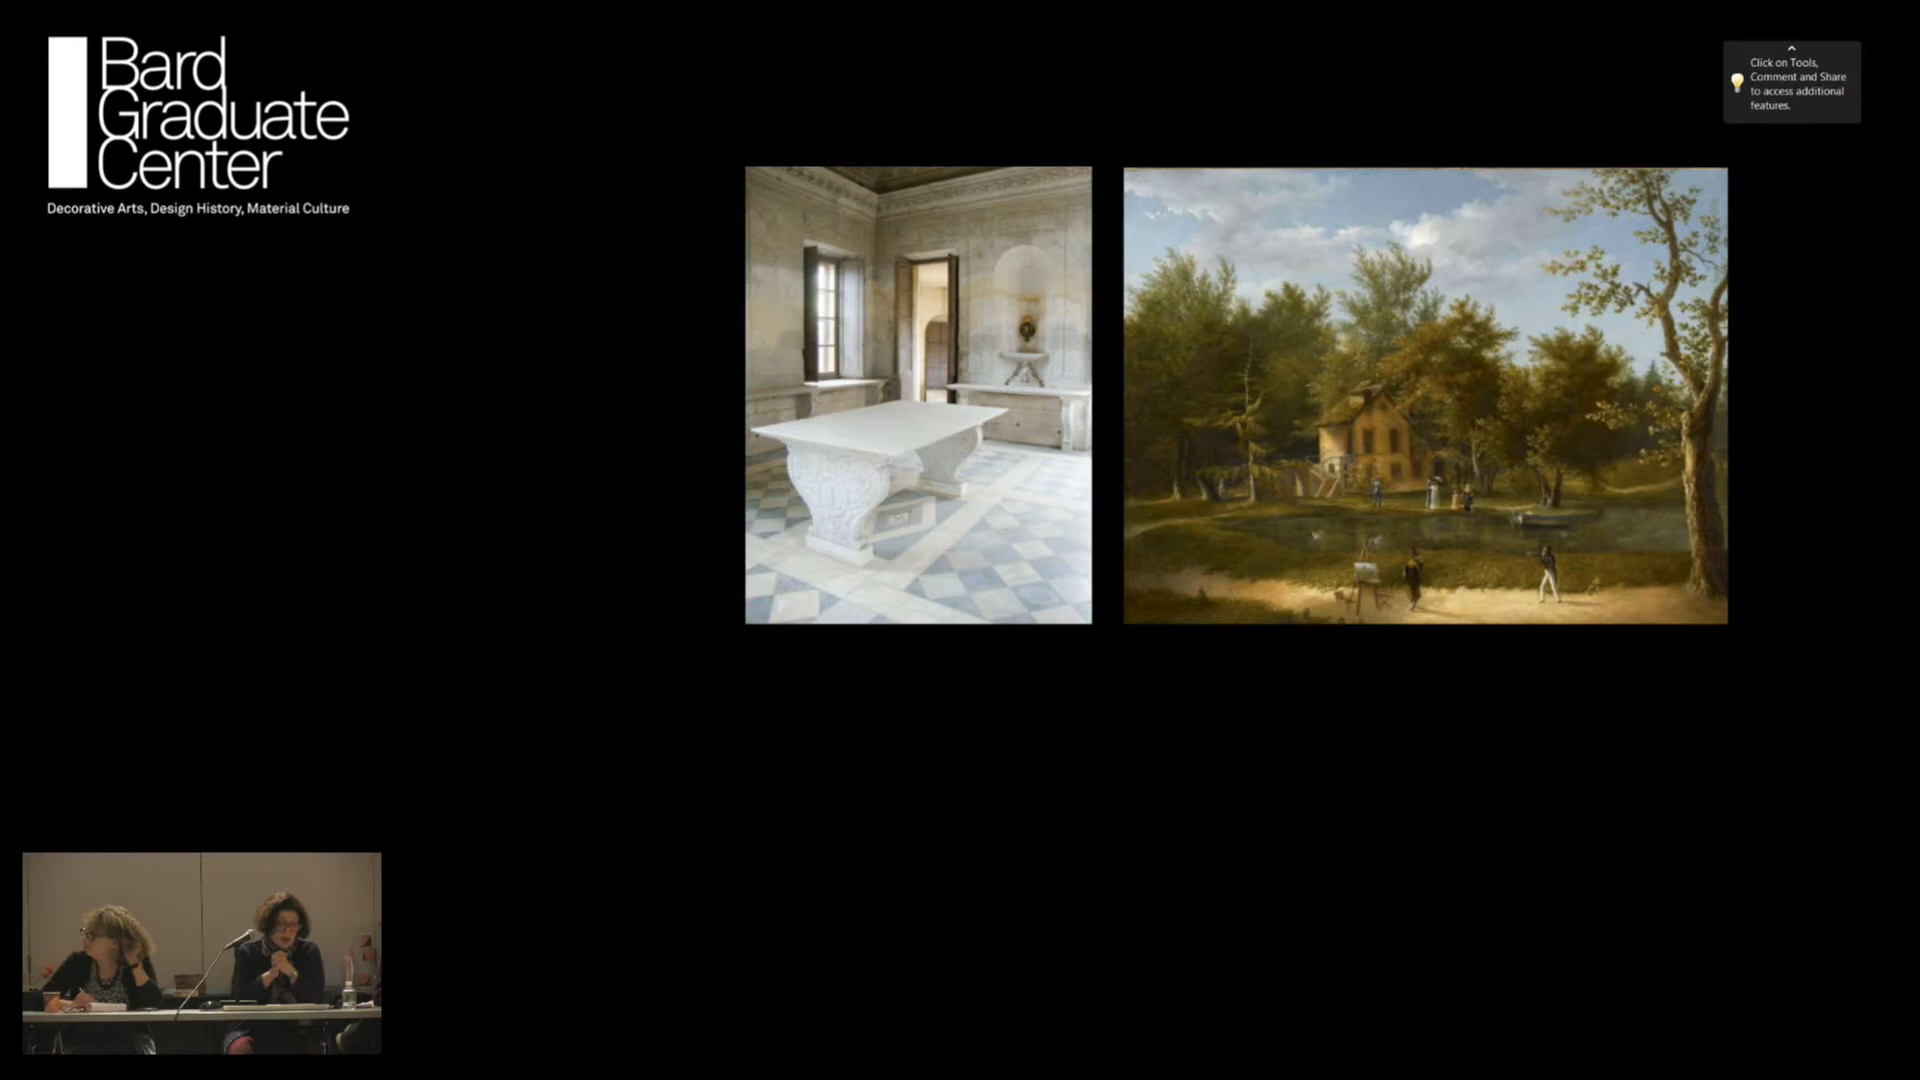 Bard
Graduate
Center
Decorative Arts, Design History, Material Culture
Click on Tools,
Comment and Share
to access additional
features.